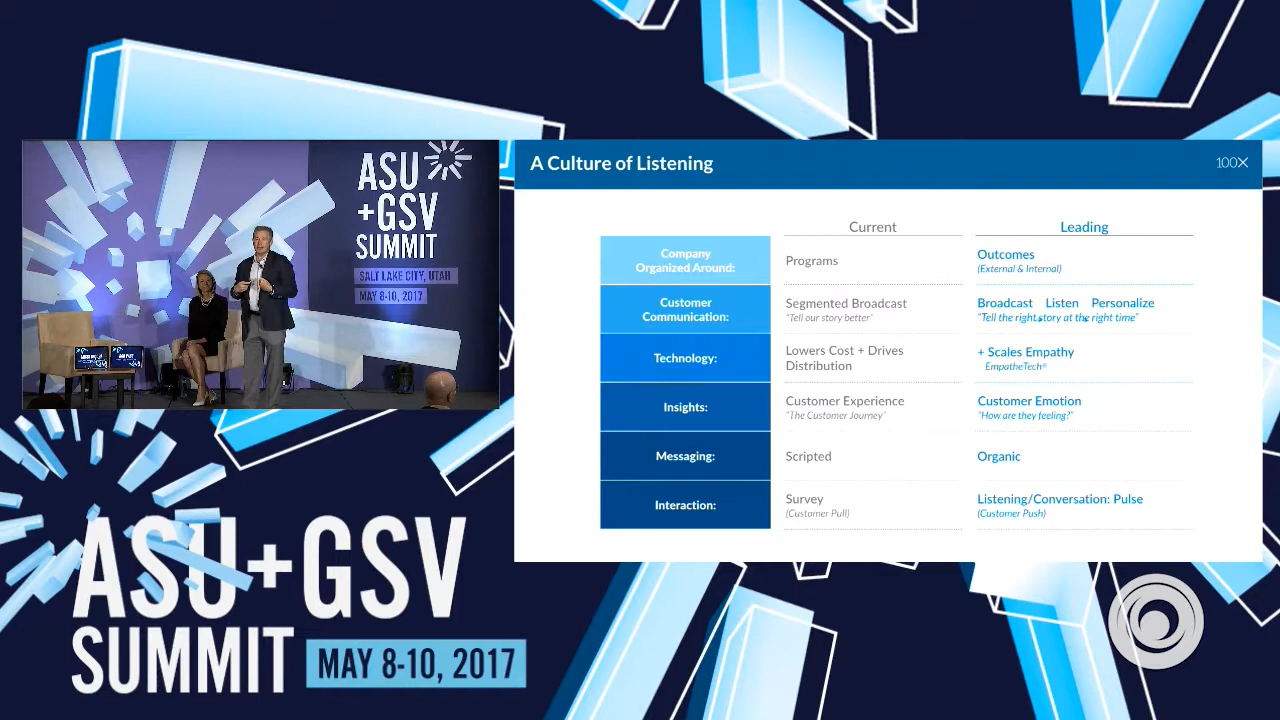 ASU
+GSV
SUMMIT
SALT LAKE CITY, UTAH
MAY 8-10, 2017
A Culture of Listening
100X
Current
Leading
Company
Organized Around:
Programs
Outcomes
(External & Internal)
Customer
Communication:
Segmented Broadcast
"Tell our story better"
Broadcast Listen Personalize
"Tell the right story at the right time"
Technology:
Lowers Cost + Drives
Distribution
+ Scales Empathy
EmpatheTech®
Insights:
Customer Experience
"The Customer Journey"
Customer Emotion
"How are they feeling?"
Messaging:
Scripted
Organic
Interaction:
Survey
(Customer Pull)
Listening/Conversation: Pulse
(Customer Push)
ASU+GSV
SUMMIT
MAY 8-10, 2017